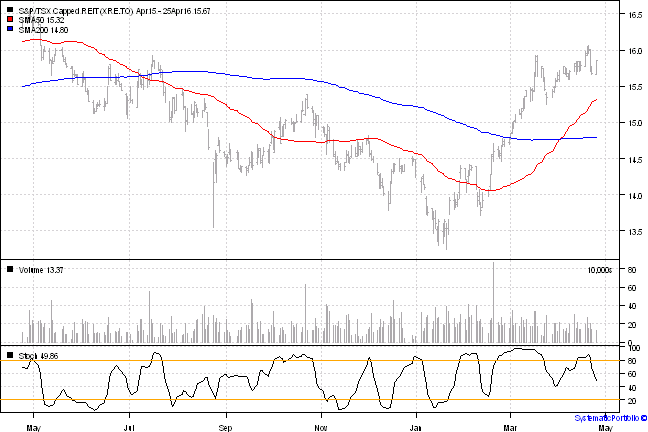 S&P/TSX Capped REIT(XRE.TO) Apr15 - 25Apr16 15.67
SMA50 15.32
SMA200 14.80
16.5
16.0
15.5
15.0
14.5
14.0
13.5
Volume 13.37
10,000s
80
60
40
20
0
Stoch 49.86
100
80
60
40
20
May
Jul
Sep
Nov
Jan
Mar
May
SystematicPortfolio ©